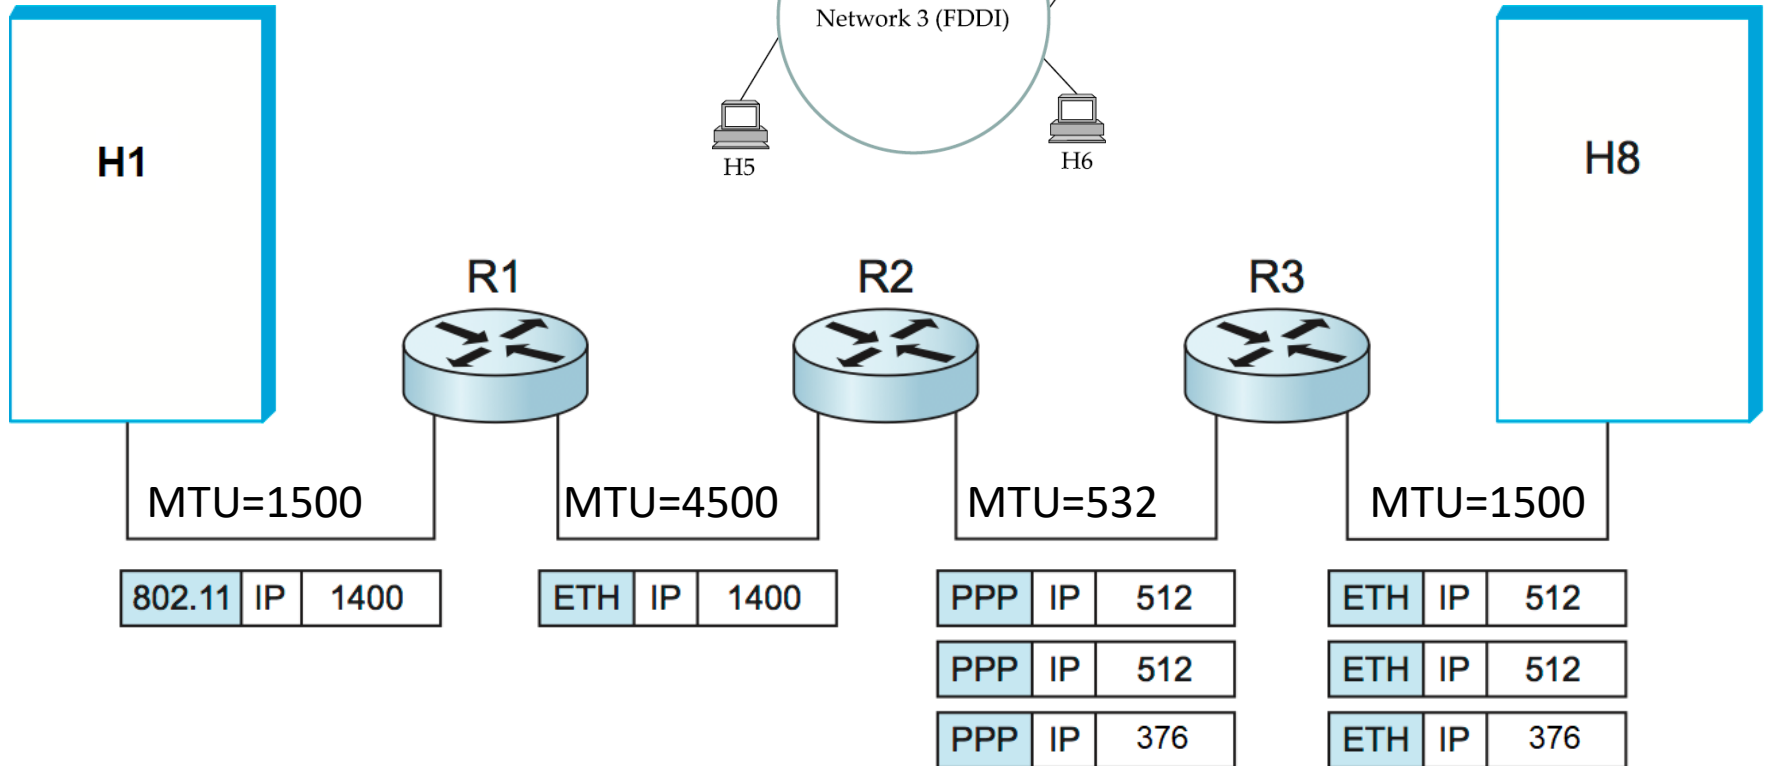 Network 3 (FDDI)
H5
H6
H1
H8
R1
R2
R3
MTU=1500
MTU=4500
MTU=532
MTU=1500
802.11 IP 1400
ETH IP 1400
PPP IP 512
ETH IP 512
PPP IP 512
ETH IP 512
PPP IP 376
ETH IP 376